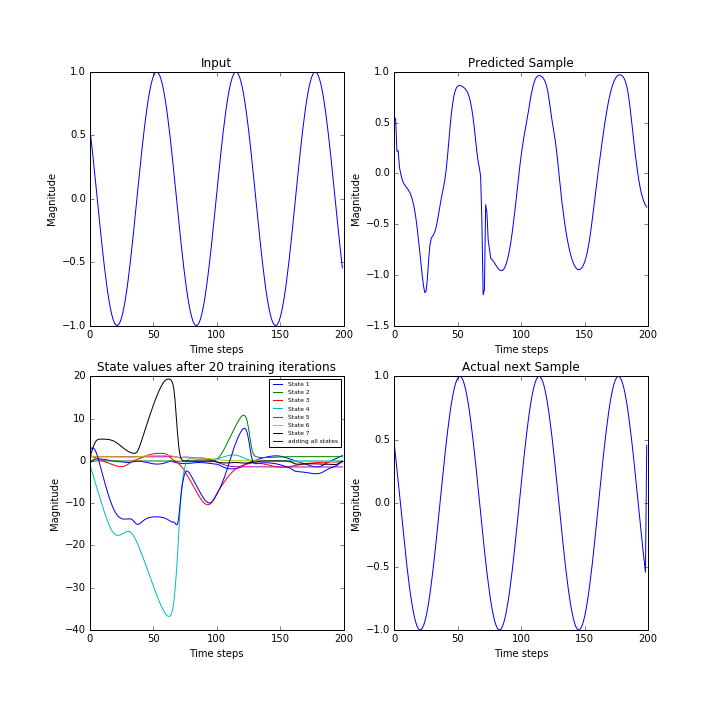 Input
Magnitude
1.0
0.5
0.0
−0.5
−1.0
0 50 100 150 200
Time steps
Predicted Sample
Magnitude
1.0
0.5
0.0
−0.5
−1.0
−1.5
0 50 100 150 200
Time steps
State values after 20 training iterations
Magnitude
20
10
0
−10
−20
−30
−40
0 50 100 150 200
Time steps
State 1
State 2
State 3
State 4
State 5
State 6
State 7
adding all states
Actual next Sample
Magnitude
1.0
0.5
0.0
−0.5
−1.0
0 50 100 150 200
Time steps